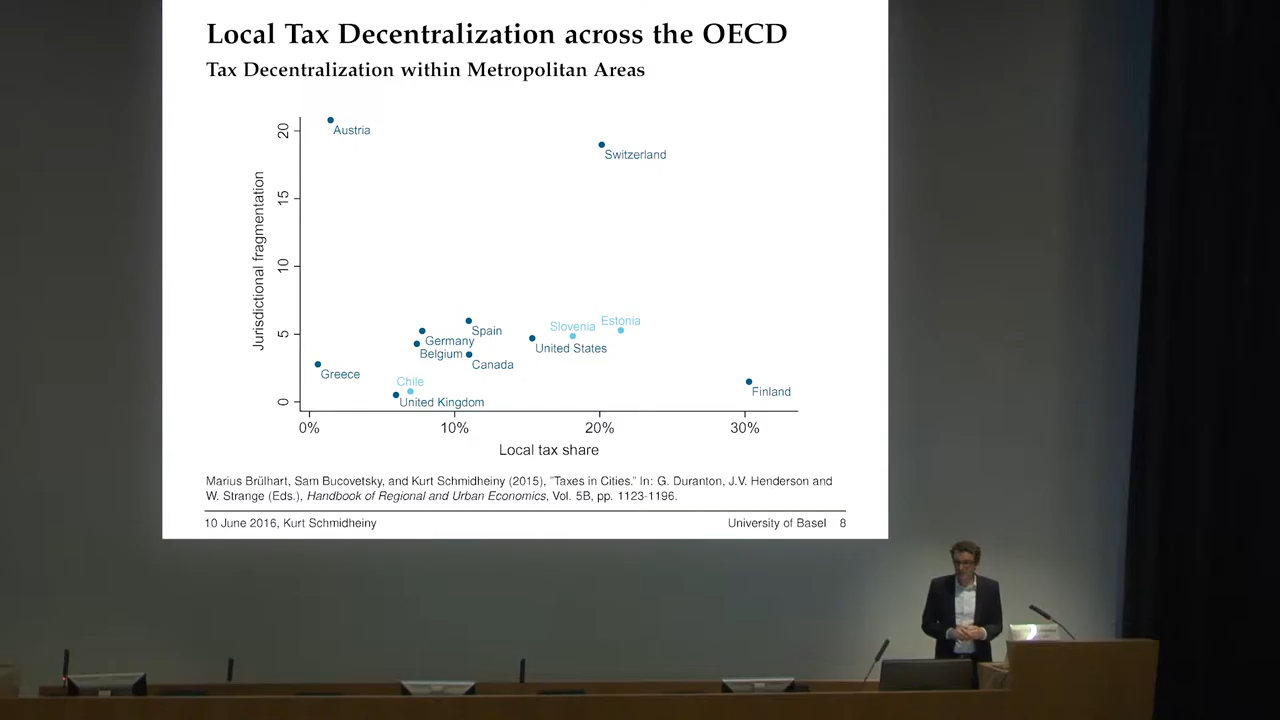 Local Tax Decentralization across the OECD
Tax Decentralization within Metropolitan Areas
Jurisdictional fragmentation
20
15
10
5
0
Austria
Switzerland
Spain
Germany
Belgium
Canada
Slovenia
Estonia
United States
Greece
Chile
United Kingdom
Finland
0%
10%
20%
30%
Local tax share
Marius Brülhart, Sam Bucovetsky, and Kurt Schmidheiny (2015), "Taxes in Cities." In: G. Duranton, J.V. Henderson and
W. Strange (Eds.), Handbook of Regional and Urban Economics, Vol. 5B, pp. 1123-1196.
10 June 2016, Kurt Schmidheiny
University of Basel 8